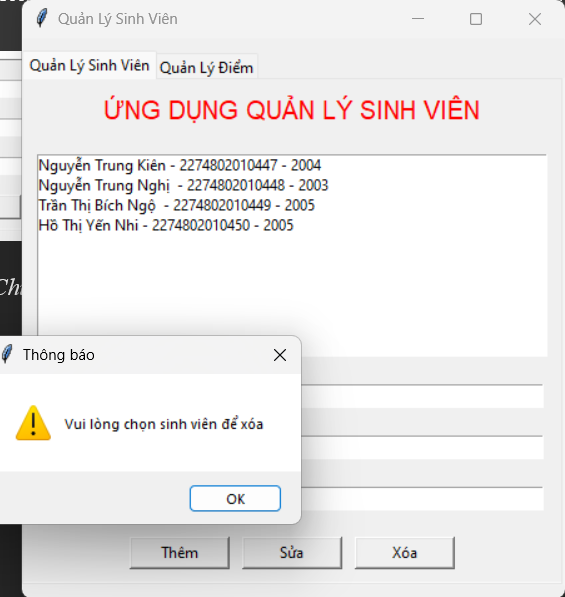 Quản Lý Sinh Viên
Quản Lý Sinh Viên
Quản Lý Điểm
ỨNG DỤNG QUẢN LÝ SINH VIÊN
Nguyễn Trung Kiên - 2274802010447 - 2004
Nguyễn Trung Nghị  - 2274802010448 - 2003
Trần Thị Bích Ngộ  - 2274802010449 - 2005
Hồ Thị Yến Nhi - 2274802010450 - 2005
Thông báo
Vui lòng chọn sinh viên để xóa
OK
Thêm
Sửa
Xóa